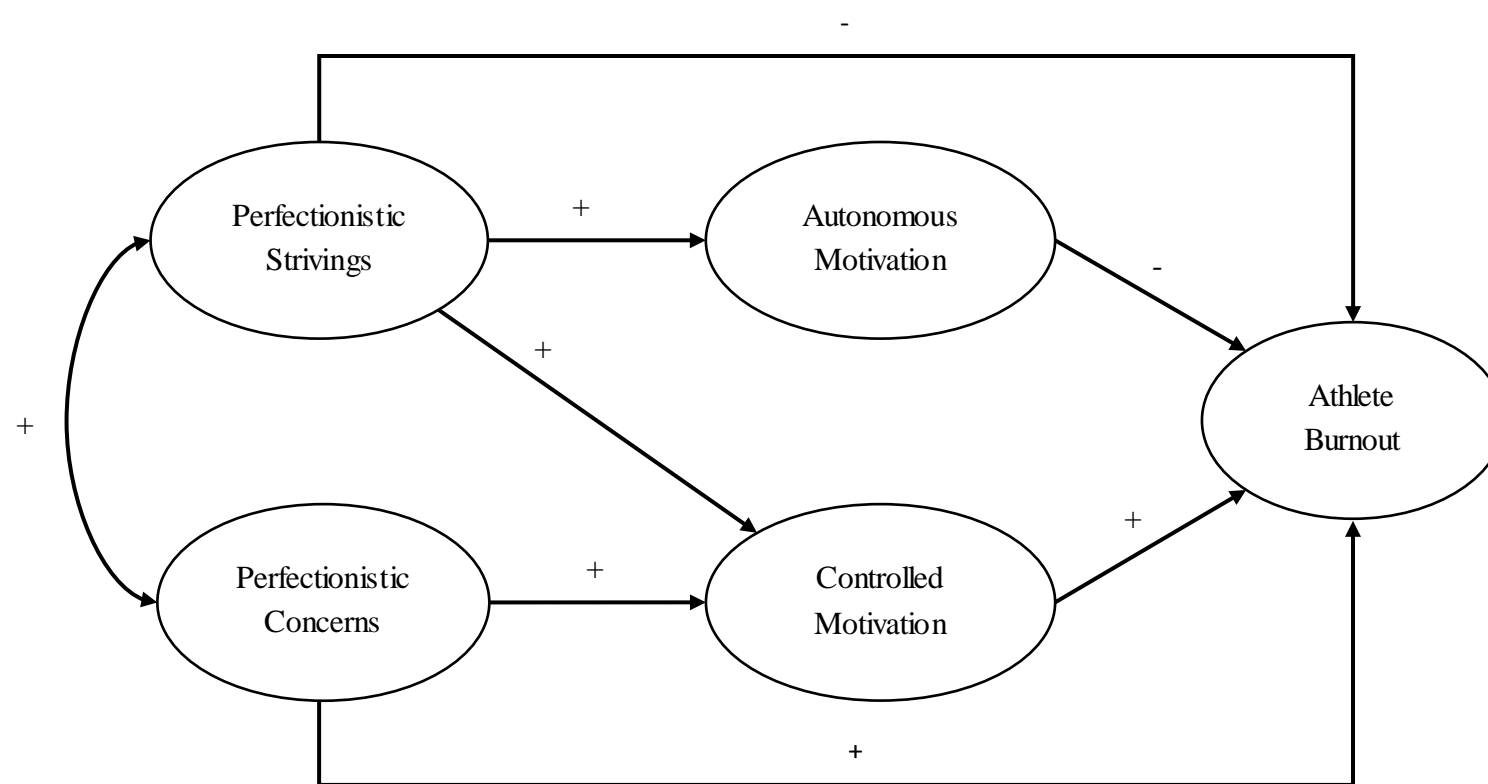 -
Perfectionistic
Strivings
+
Autonomous
Motivation
-
+
Athlete
Burnout
+
Perfectionistic
Concerns
+
Controlled
Motivation
+
+